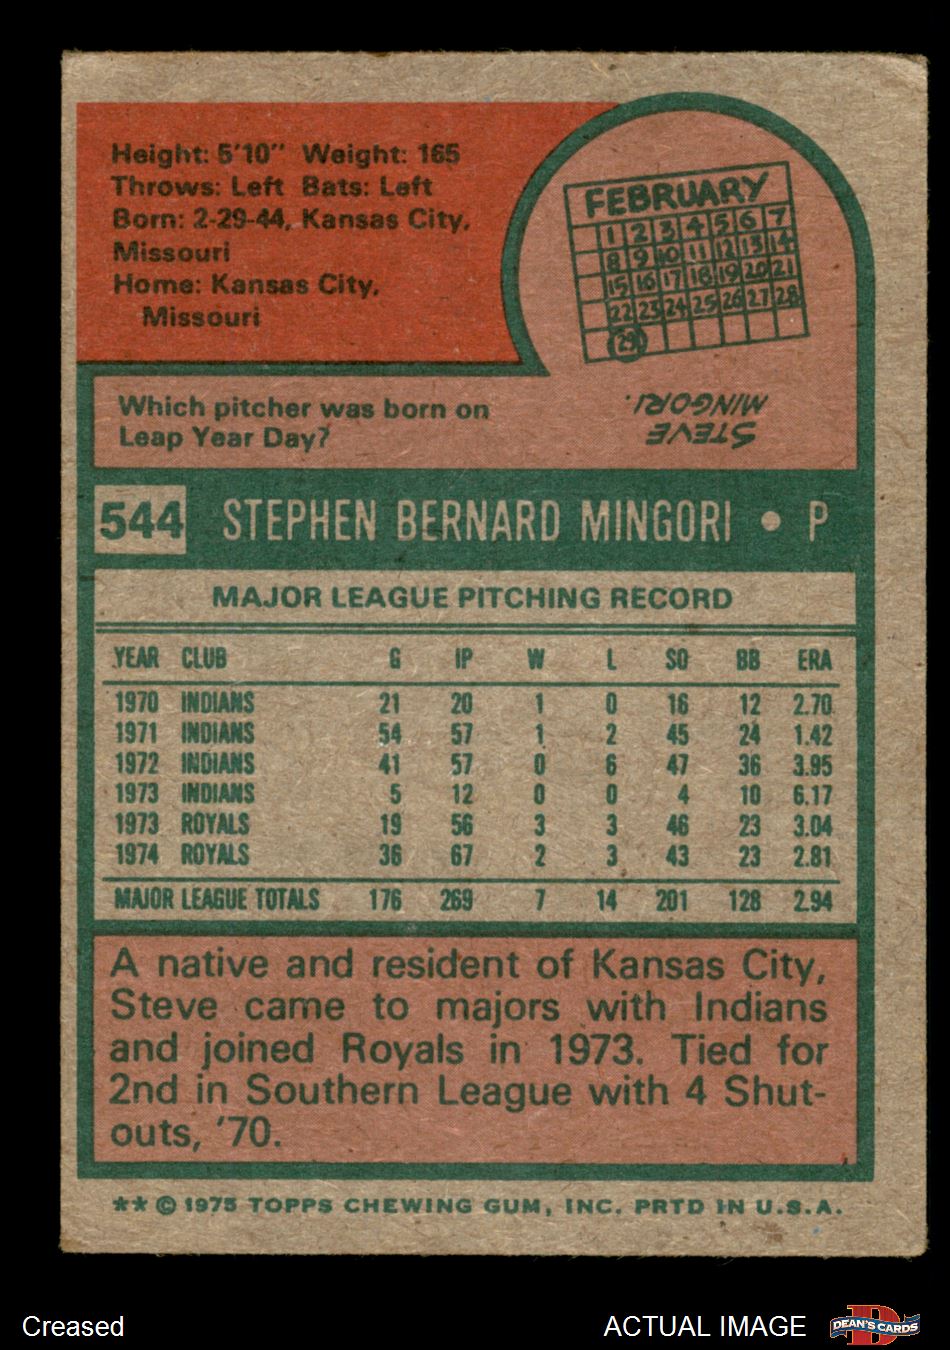 Height: 5'10" Weight: 165
Throws: Left Bats: Left
Born: 2-29-44, Kansas City,
Missouri
Home: Kansas City,
Missouri
FEBRUARY
1 2 3 4 5 6 7
8 9 10 11 12 13 14
15 16 17 18 19 20 21
22 23 24 25 26 27 28
29
Which pitcher was born on
Leap Year Day?
STEVE
MINGORI.
544 STEPHEN BERNARD MINGORI • P
MAJOR LEAGUE PITCHING RECORD
YEAR CLUB G IP W L SO BB ERA
1970 INDIANS 21 20 1 0 16 12 2.70
1971 INDIANS 54 57 1 2 45 24 1.42
1972 INDIANS 41 57 0 6 47 36 3.95
1973 INDIANS 5 12 0 0 4 10 6.17
1973 ROYALS 19 56 3 3 46 23 3.04
1974 ROYALS 36 67 2 3 43 23 2.81
MAJOR LEAGUE TOTALS 176 269 7 14 201 128 2.94
A native and resident of Kansas City,
Steve came to majors with Indians
and joined Royals in 1973. Tied for
2nd in Southern League with 4 Shut-
outs, '70.
** © 1975 TOPPS CHEWING GUM, INC. PRTD IN U.S.A.
Creased
ACTUAL IMAGE
D
DEAN'S CARDS